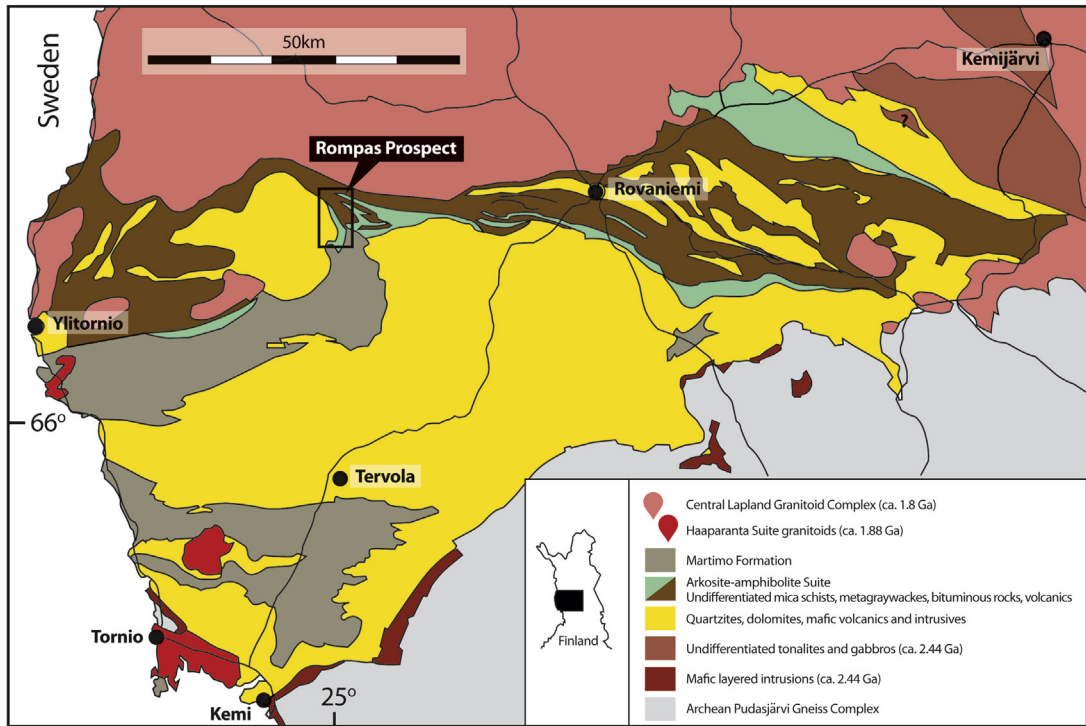 Sweden
50km
Kemijärvi
?
Rompas Prospect
Rovaniemi
Ylitornio
66º
Tervola
Tornio
Kemi
25º
Finland
Central Lapland Granitoid Complex (ca. 1.8 Ga)
Haaparanta Suite granitoids (ca. 1.88 Ga)
Martimo Formation
Arkosite-amphibolite Suite
Undifferentiated mica schists, metagraywackes, bituminous rocks, volcanics
Quartzites, dolomites, mafic volcanics and intrusives
Undifferentiated tonalites and gabbros (ca. 2.44 Ga)
Mafic layered intrusions (ca. 2.44 Ga)
Archean Pudasjärvi Gneiss Complex